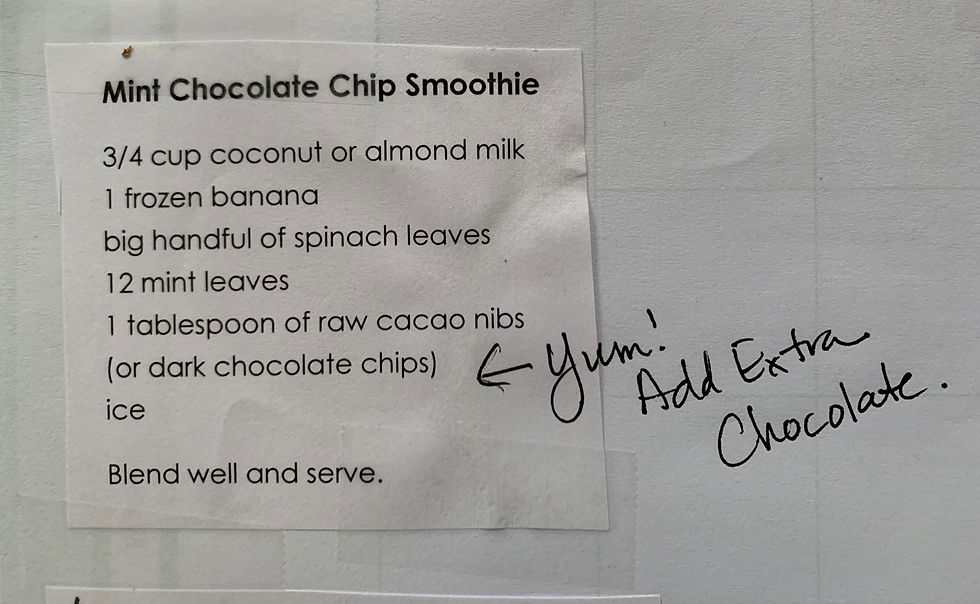 Mint Chocolate Chip Smoothie
3/4 cup coconut or almond milk
1 frozen banana
big handful of spinach leaves
12 mint leaves
1 tablespoon of raw cacao nibs
(or dark chocolate chips)
ice
Blend well and serve.
← Yum!
Add Extra
Chocolate.